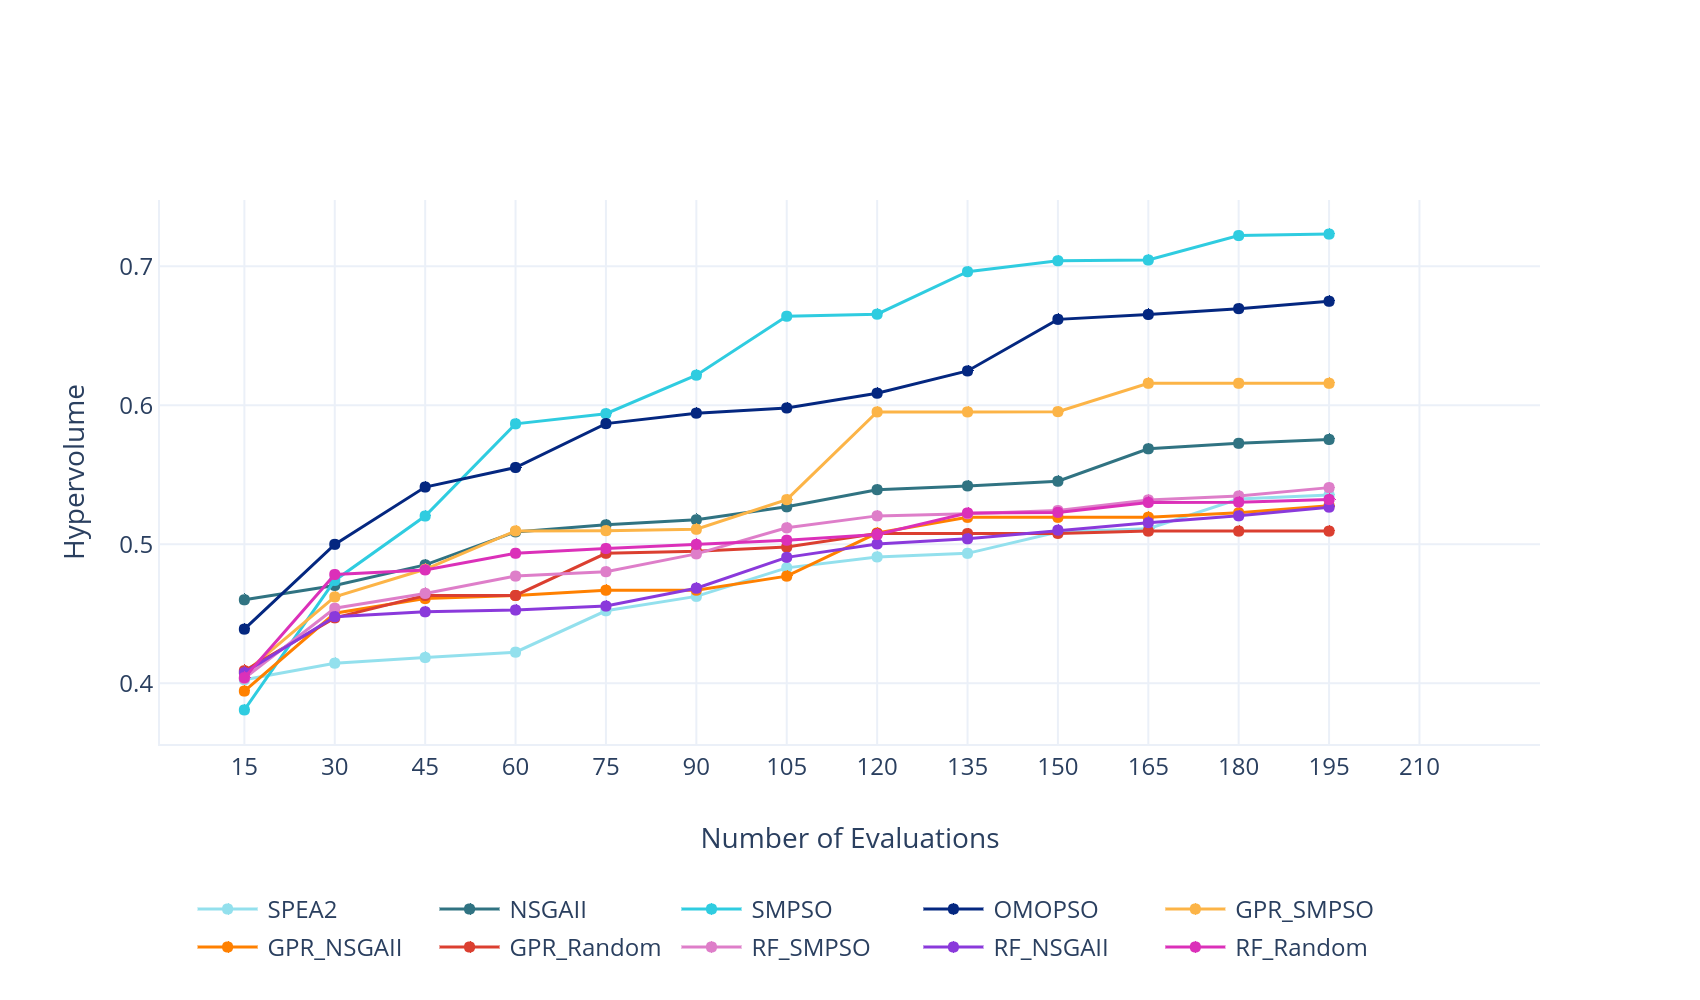 0.7
0.6
0.5
0.4
Hypervolume
15 30 45 60 75 90 105 120 135 150 165 180 195 210
Number of Evaluations
SPEA2 NSGAII SMPSO OMOPSO GPR_SMPSO
GPR_NSGAII GPR_Random RF_SMPSO RF_NSGAII RF_Random